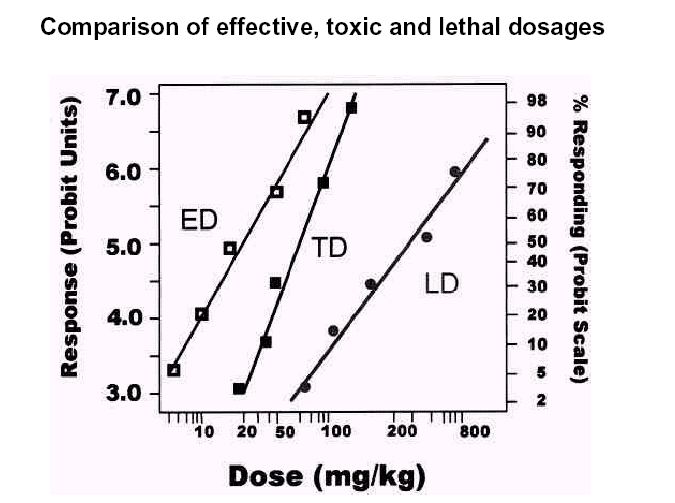 Comparison of effective, toxic and lethal dosages
7.0
6.0
5.0
4.0
3.0
Response (Probit Units)
ED
TD
LD
98
90
80
70
60
50
40
30
20
10
5
2
% Responding (Probit Scale)
10 20 50 100 200 800
Dose (mg/kg)